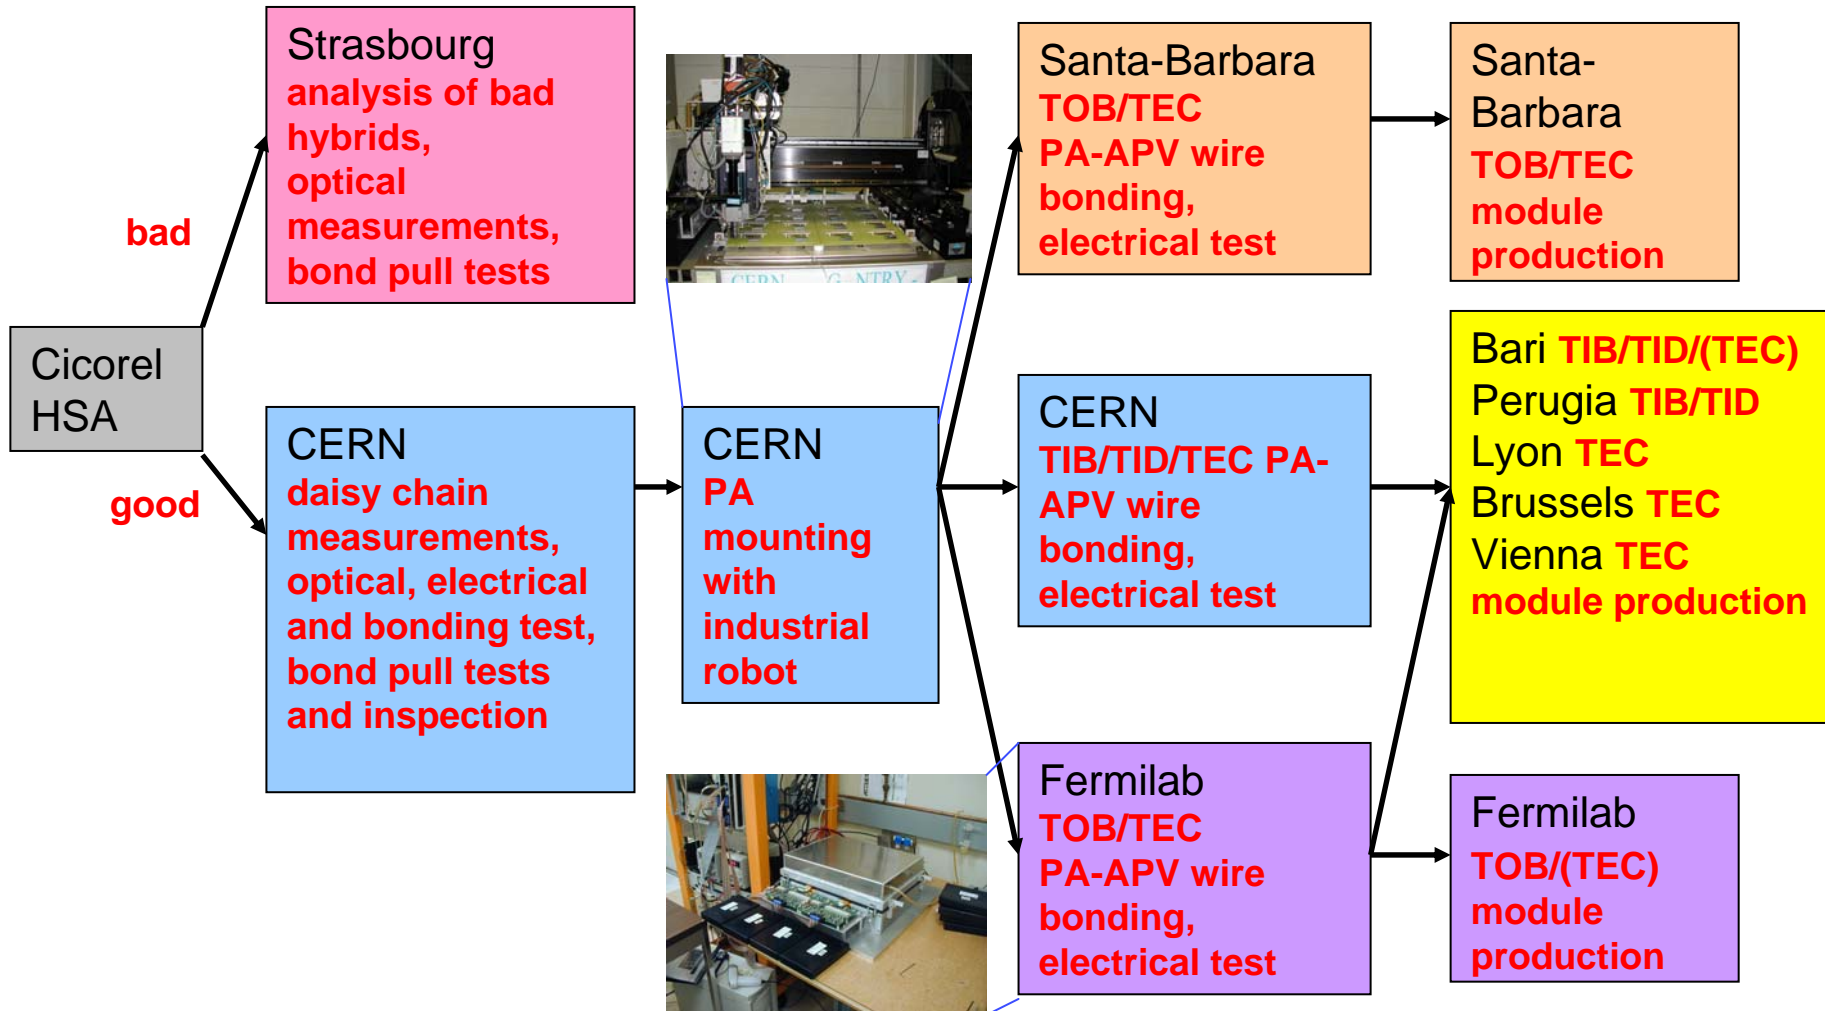 Strasbourg
analysis of bad
hybrids,
optical
measurements,
bond pull tests
bad
Cicorel
HSA
good
CERN
daisy chain
measurements,
optical, electrical
and bonding test,
bond pull tests
and inspection
CERN
CERN
PA
mounting
with
industrial
robot
Santa-Barbara
TOB/TEC
PA-APV wire
bonding,
electrical test
CERN
TIB/TID/TEC PA-
APV wire
bonding,
electrical test
Fermilab
TOB/TEC
PA-APV wire
bonding,
electrical test
Santa-
Barbara
TOB/TEC
module
production
Bari TIB/TID/(TEC)
Perugia TIB/TID
Lyon TEC
Brussels TEC
Vienna TEC
module production
Fermilab
TOB/(TEC)
module
production